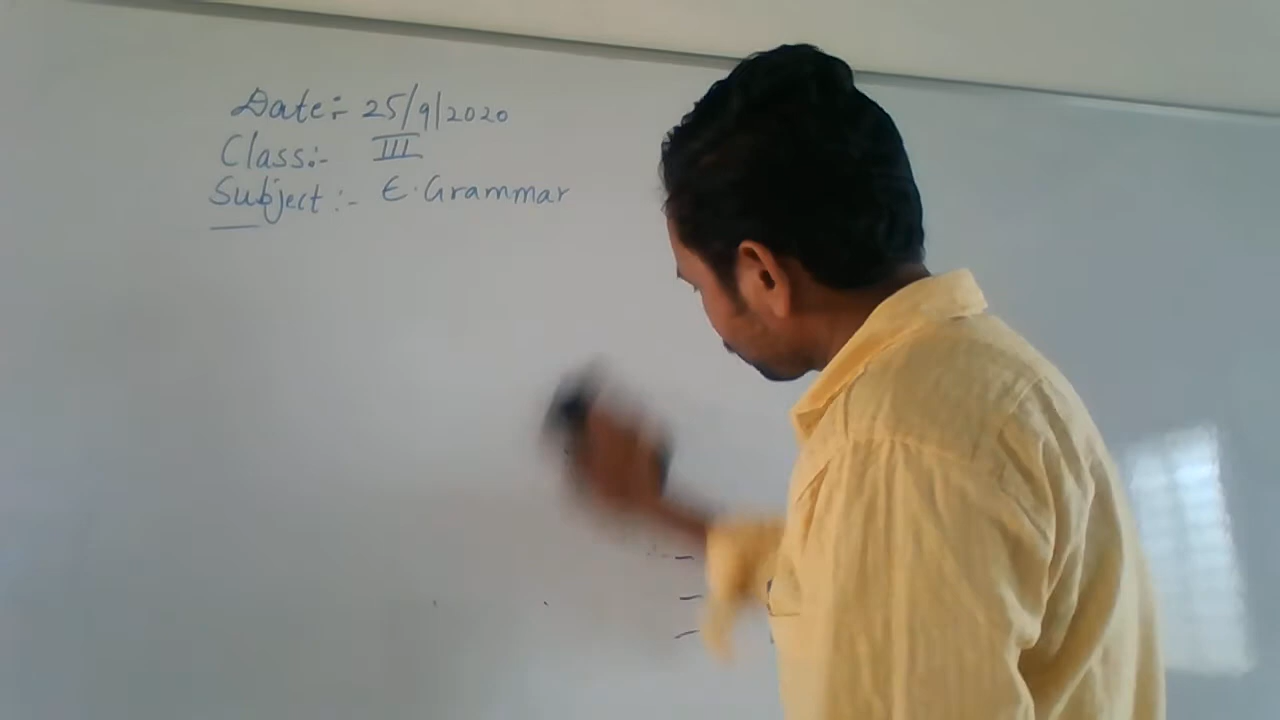 Date:- 25/9/2020
Class:- III
Subject:- E. Grammar